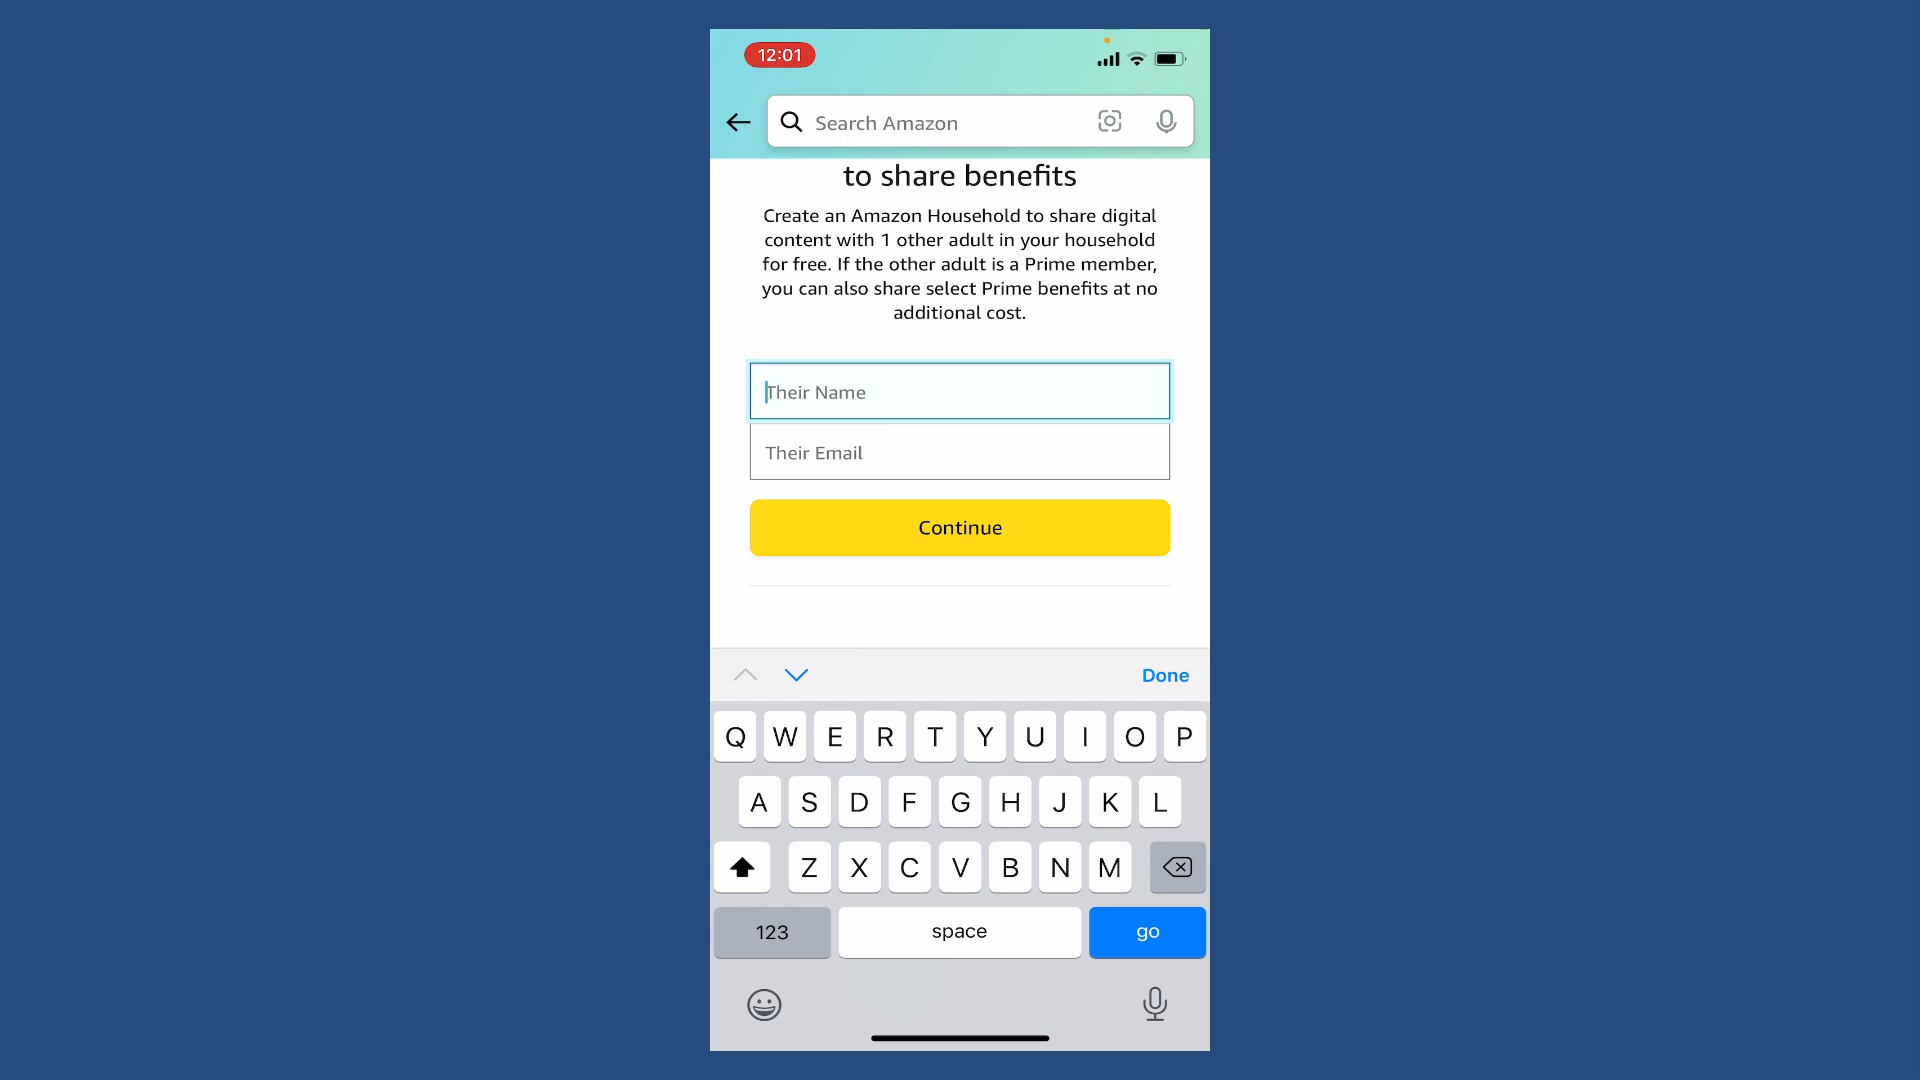 12:01
Search Amazon
to share benefits
Create an Amazon Household to share digital
content with 1 other adult in your household
for free. If the other adult is a Prime member,
you can also share select Prime benefits at no
additional cost.
Their Name
Their Email
Continue
Done
Q W E R T Y U I O P
A S D F G H J K L
Z X C V B N M
123 space go